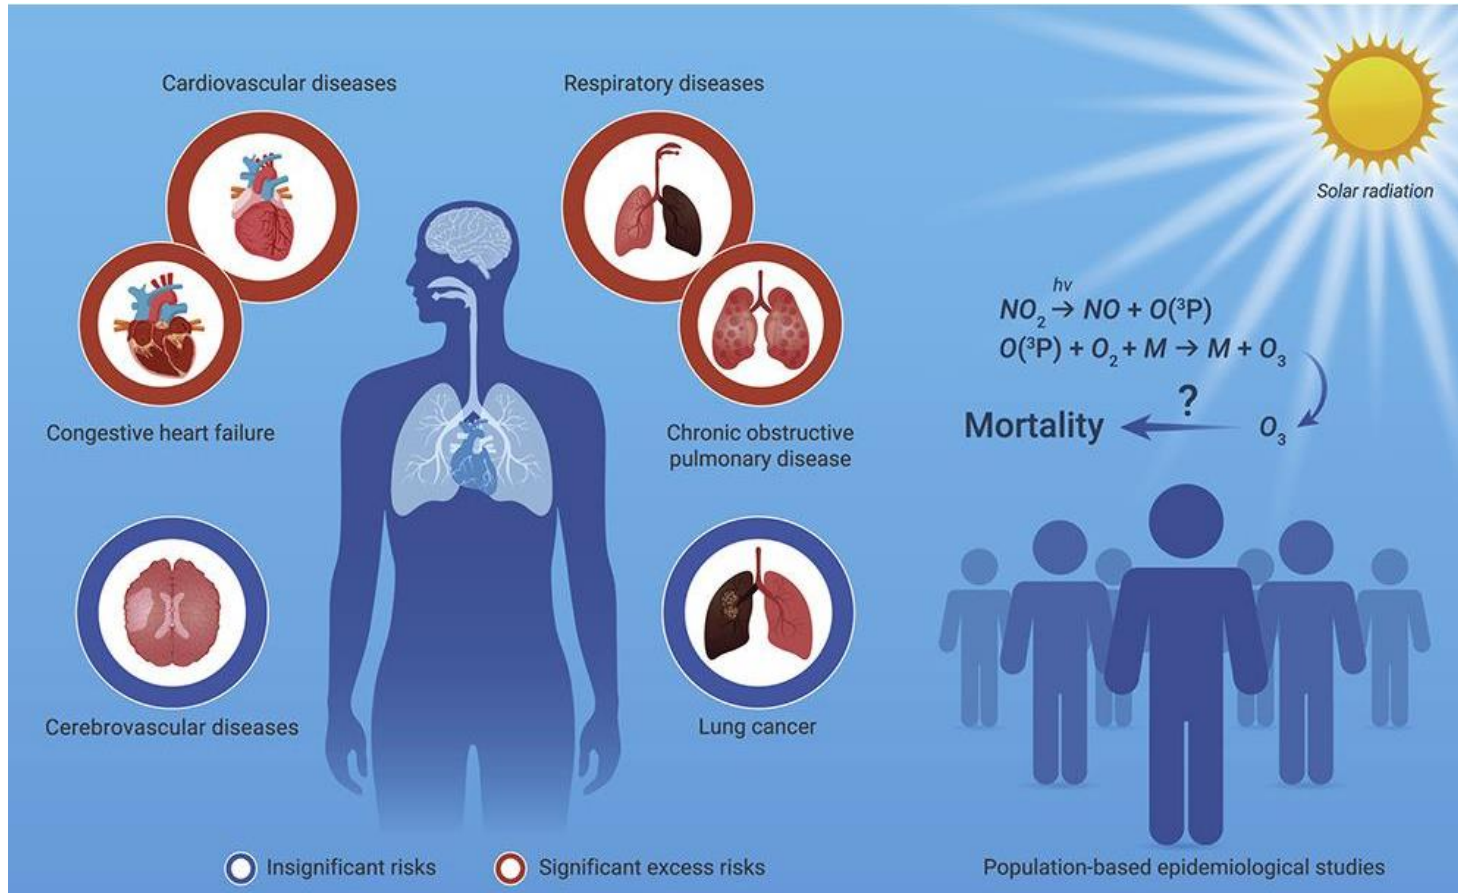 Cardiovascular diseases
Respiratory diseases
Solar radiation
Congestive heart failure
Chronic obstructive
pulmonary disease
hv
NO₂ → NO + O(³P)
O(³P) + O₂ + M → M + O₃
?
Mortality ← O₃
Cerebrovascular diseases
Lung cancer
Insignificant risks
Significant excess risks
Population-based epidemiological studies